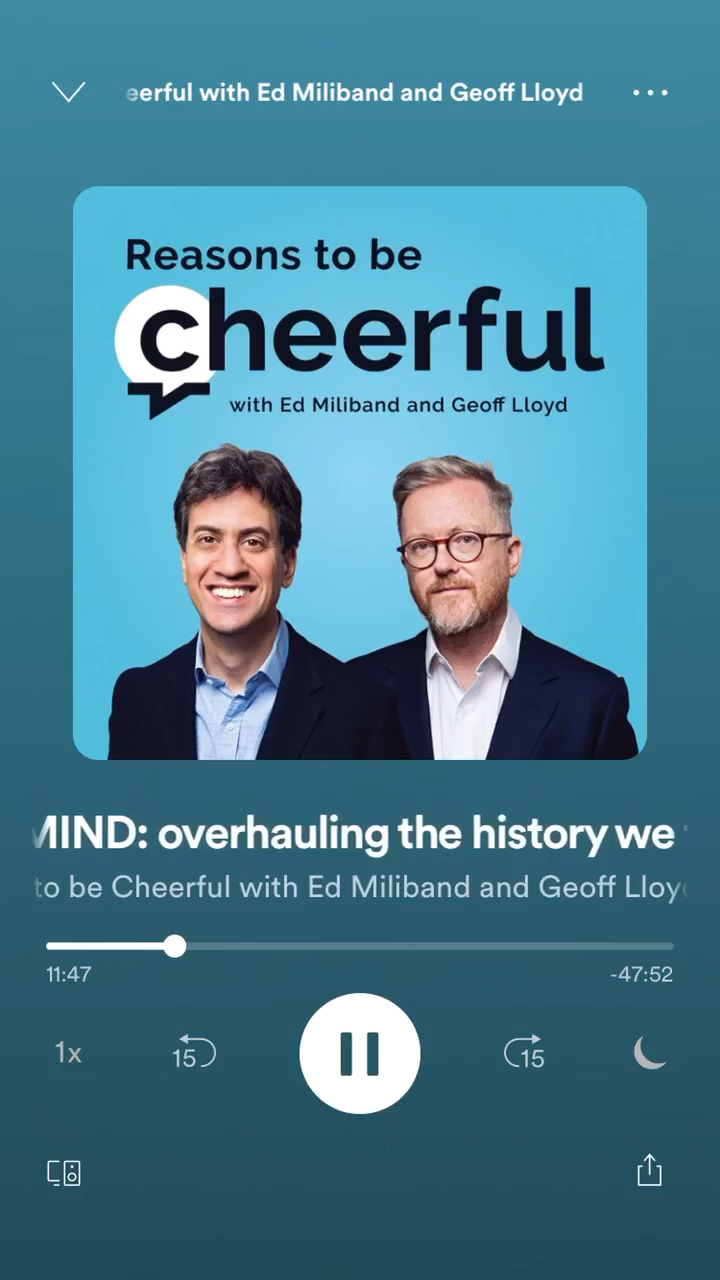 eerful with Ed Miliband and Geoff Lloyd
Reasons to be
cheerful
with Ed Miliband and Geoff Lloyd
MIND: overhauling the history we
to be Cheerful with Ed Miliband and Geoff Lloyd
11:47
-47:52
1x
15
15